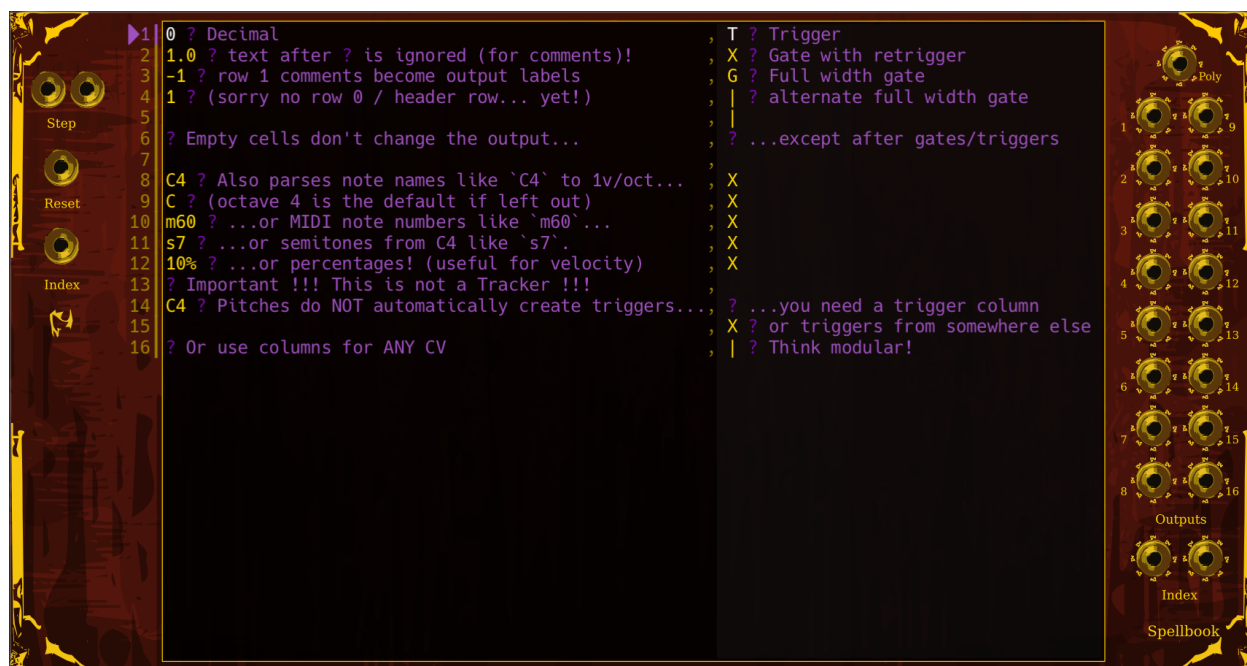 1 0 ? Decimal , T ? Trigger
2 1.0 ? text after ? is ignored (for comments)! , X ? Gate with retrigger
3 -1 ? row 1 comments become output labels , G ? Full width gate
4 1 ? (sorry no row 0 / header row... yet!) , | ? alternate full width gate
5 , |
6 ? Empty cells don't change the output... , ? ...except after gates/triggers
7 ,
8 C4 ? Also parses note names like `C4` to 1v/oct... , X
9 C ? (octave 4 is the default if left out) , X
10 m60 ? ...or MIDI note numbers like `m60`... , X
11 s7 ? ...or semitones from C4 like `s7`. , X
12 10% ? ...or percentages! (useful for velocity) , X
13 ? Important !!! This is not a Tracker !!! ,
14 C4 ? Pitches do NOT automatically create triggers..., ? ...you need a trigger column
15 , X ? or triggers from somewhere else
16 ? Or use columns for ANY CV , | ? Think modular!
Step
Reset
Index
Poly
1 9
2 10
3 11
4 12
5 13
6 14
7 15
8 16
Outputs
Index
Spellbook